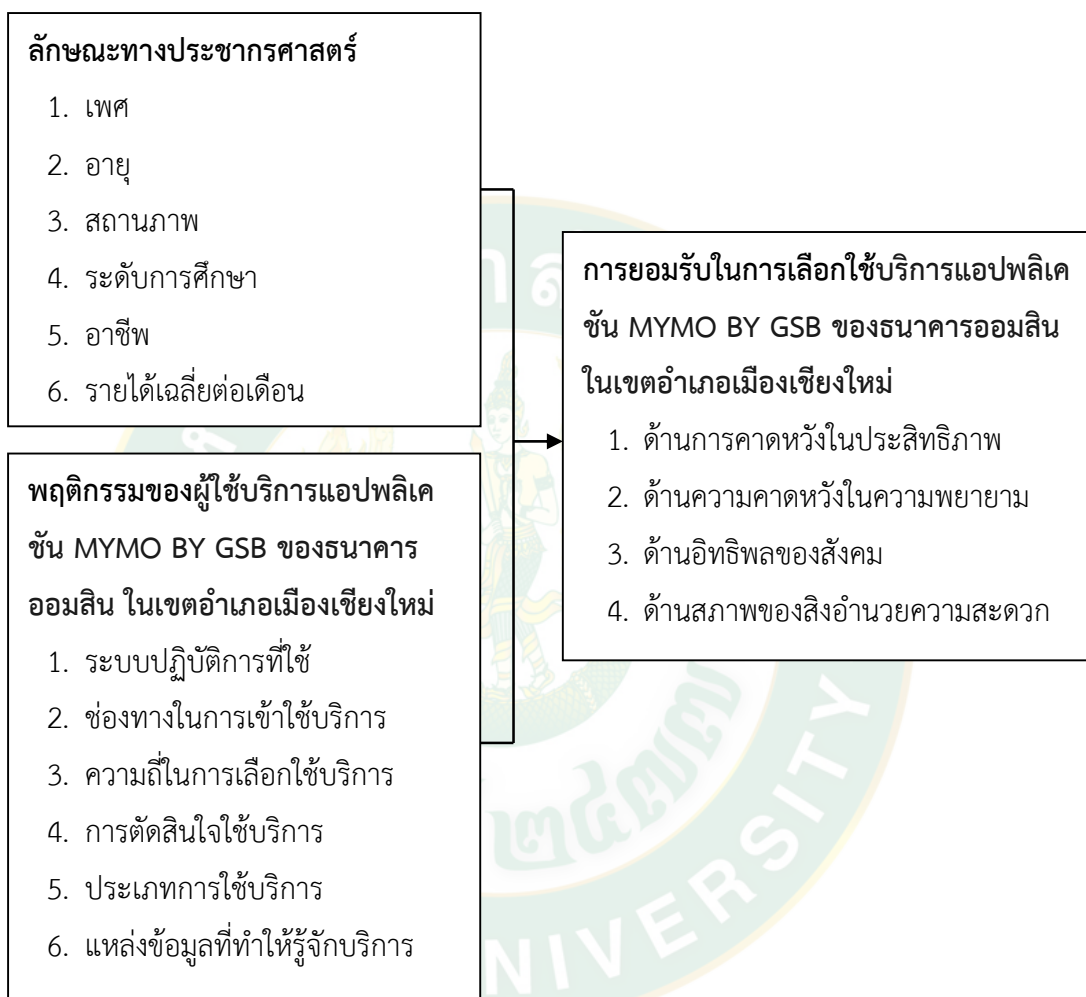 ลักษณะทางประชากรศาสตร์
1. เพศ
2. อายุ
3. สถานภาพ
4. ระดับการศึกษา
5. อาชีพ
6. รายได้เฉลี่ยต่อเดือน
พฤติกรรมของผู้ใช้บริการแอปพลิเค
ชัน MYMO BY GSB ของธนาคาร
ออมสิน ในเขตอำเภอเมืองเชียงใหม่
1. ระบบปฏิบัติการที่ใช้
2. ช่องทางในการเข้าใช้บริการ
3. ความถี่ในการเลือกใช้บริการ
4. การตัดสินใจใช้บริการ
5. ประเภทการใช้บริการ
6. แหล่งข้อมูลที่ทำให้รู้จักบริการ
การยอมรับในการเลือกใช้บริการแอปพลิเค
ชัน MYMO BY GSB ของธนาคารออมสิน
ในเขตอำเภอเมืองเชียงใหม่
1. ด้านการคาดหวังในประสิทธิภาพ
2. ด้านความคาดหวังในความพยายาม
3. ด้านอิทธิพลของสังคม
4. ด้านสภาพของสิ่งอำนวยความสะดวก
๒๔๗๗
NIVERSITY